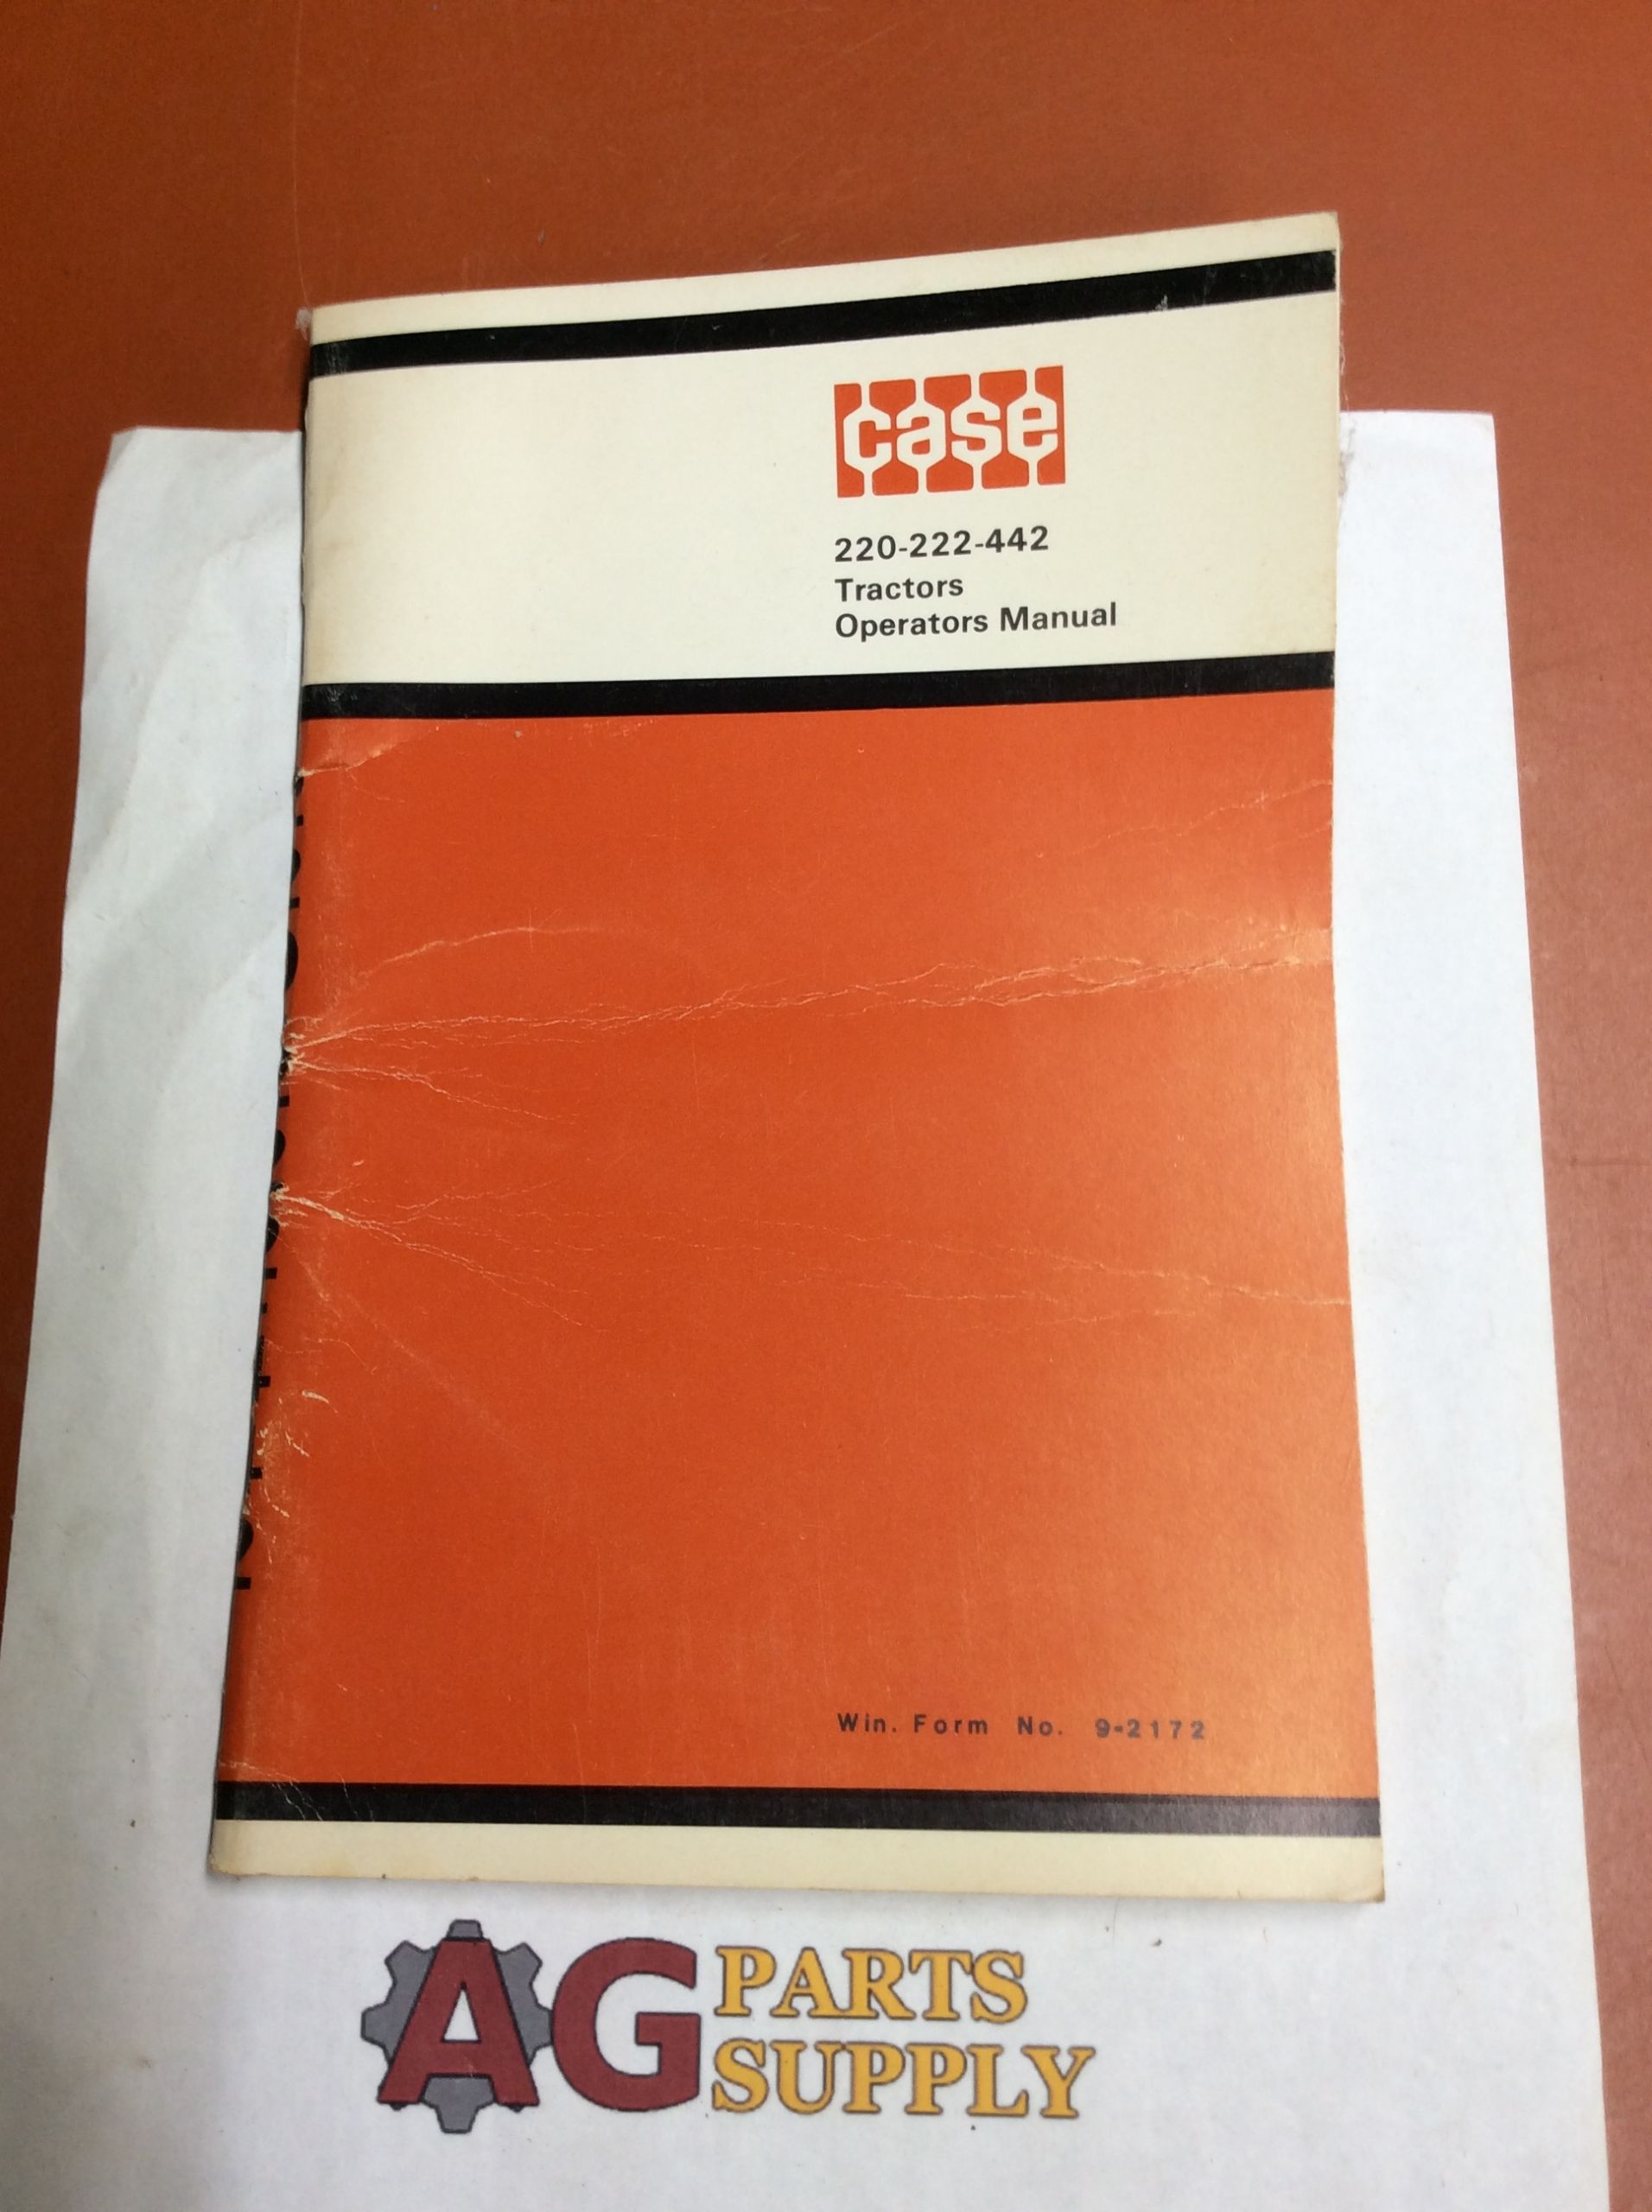 case
220-222-442
Tractors
Operators Manual
Win. Form No. 9-2172
AG PARTS
SUPPLY